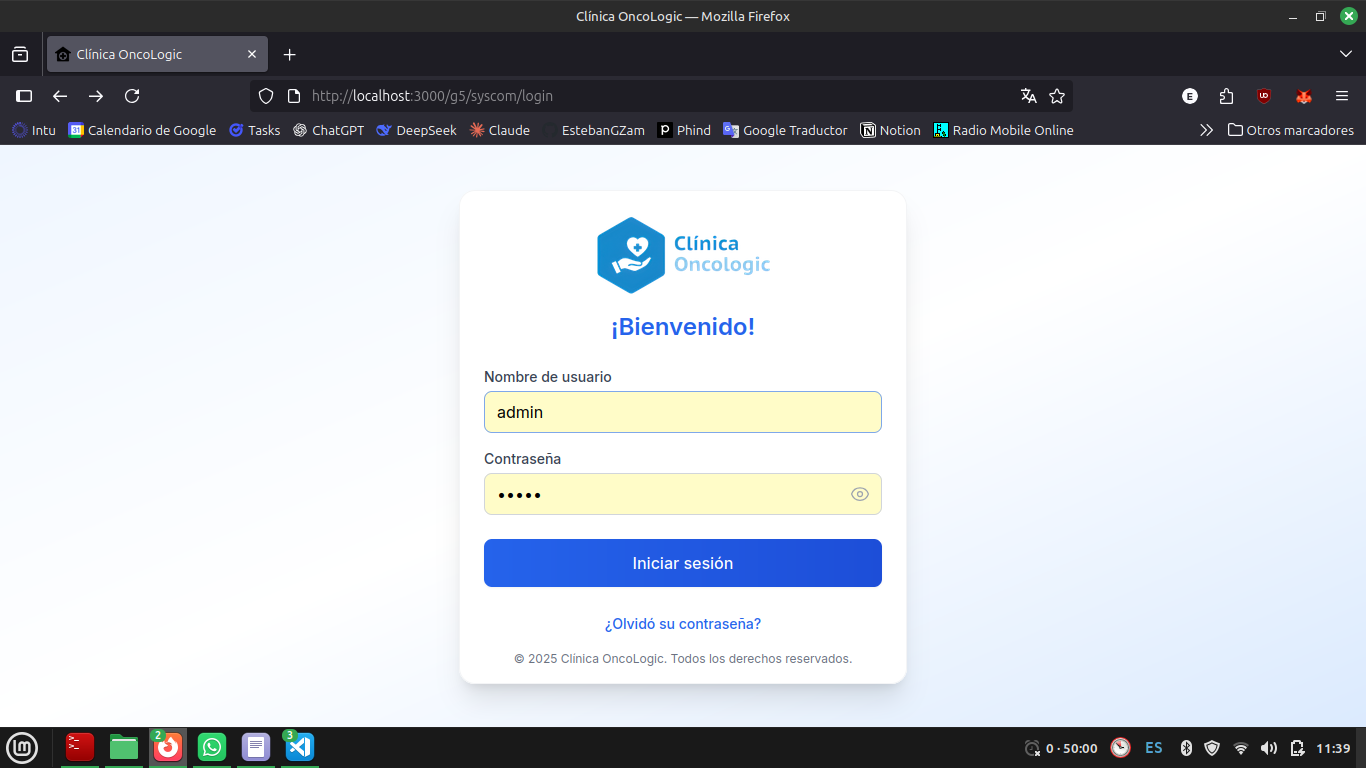 Clínica OncoLogic — Mozilla Firefox
Clínica OncoLogic
http://localhost:3000/g5/syscom/login
Intu
31
Calendario de Google
Tasks
ChatGPT
DeepSeek
Claude
EstebanGZam
Phind
Google Traductor
Notion
Radio Mobile Online
Otros marcadores
Clínica
Oncologic
¡Bienvenido!
Nombre de usuario
admin
Contraseña
•••••
Iniciar sesión
¿Olvidó su contraseña?
© 2025 Clínica OncoLogic. Todos los derechos reservados.
2
3
0 · 50:00
ES
11:39